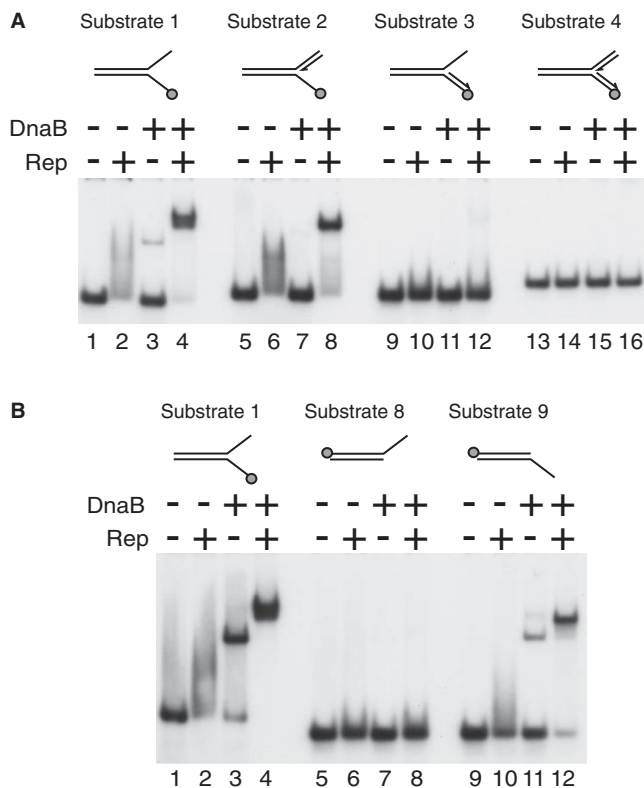 A
Substrate 1 Substrate 2 Substrate 3 Substrate 4
DnaB - - + + - - + + - - + + - - + +
Rep - + - + - + - + - + - + - + - +
1 2 3 4 5 6 7 8 9 10 11 12 13 14 15 16
B
Substrate 1 Substrate 8 Substrate 9
DnaB - - + + - - + + - - + +
Rep - + - + - + - + - + - +
1 2 3 4 5 6 7 8 9 10 11 12